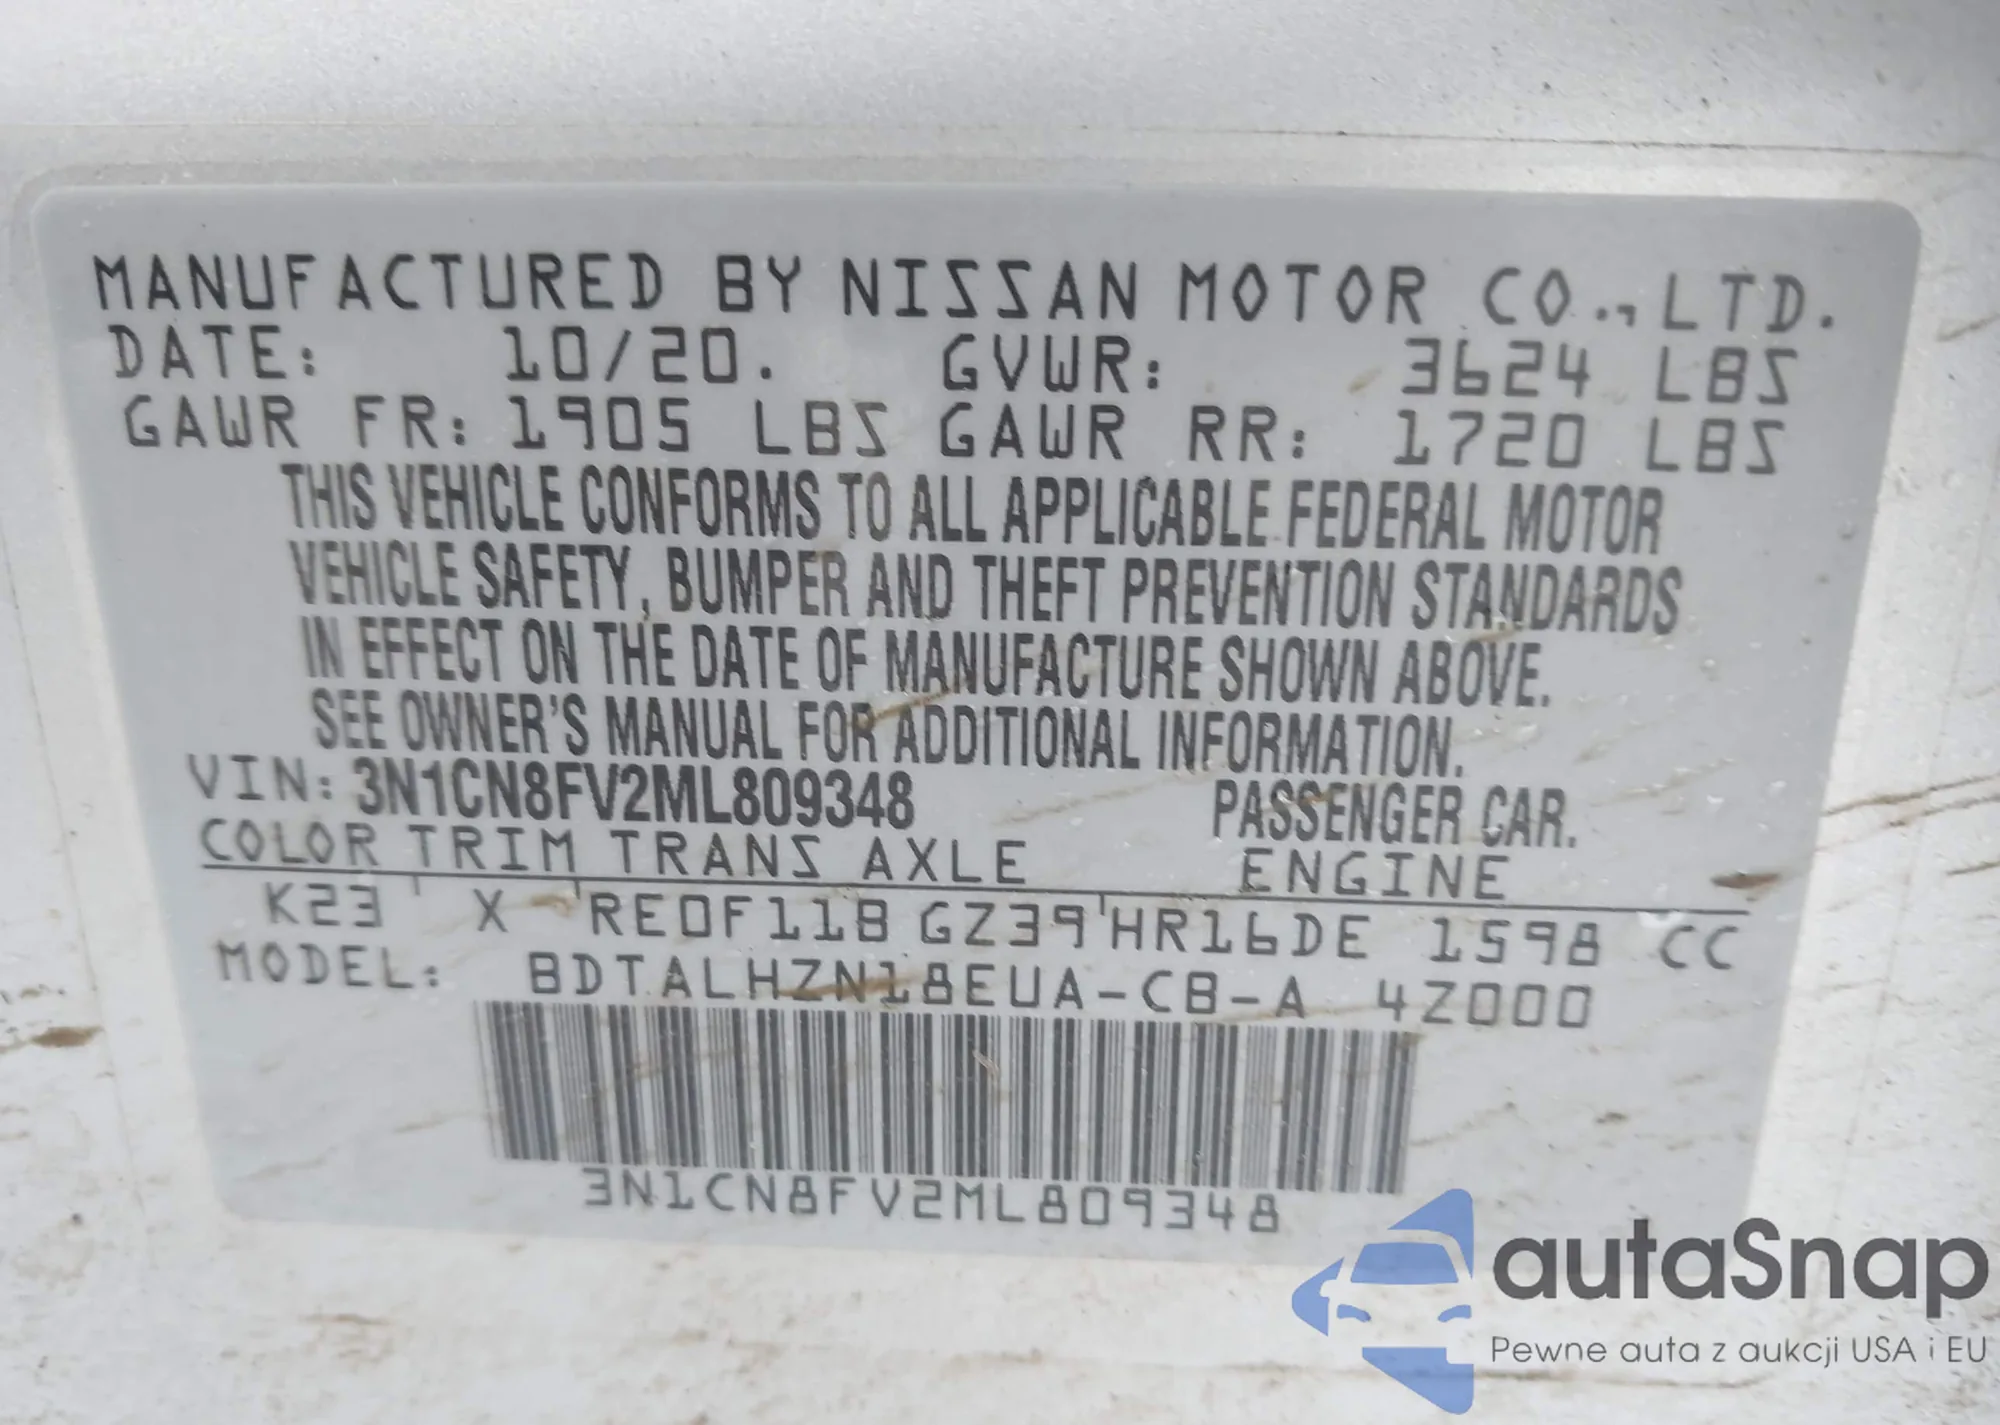 MANUFACTURED BY NISSAN MOTOR CO., LTD.
DATE: 10/20. GVWR: 3624 LBS
GAWR FR: 1905 LBS GAWR RR: 1720 LBS
THIS VEHICLE CONFORMS TO ALL APPLICABLE FEDERAL MOTOR
VEHICLE SAFETY, BUMPER AND THEFT PREVENTION STANDARDS
IN EFFECT ON THE DATE OF MANUFACTURE SHOWN ABOVE.
SEE OWNER'S MANUAL FOR ADDITIONAL INFORMATION.
VIN: 3N1CN8FV2ML809348 PASSENGER CAR.
COLOR TRIM TRANS AXLE ENGINE
K23 X RE0F11B GZ39 HR16DE 1598 CC
MODEL: BDTALHZN18EUA-CB-A 4Z000
3N1CN8FV2ML809348
autaSnap
Pewne auta z aukcji USA i EU